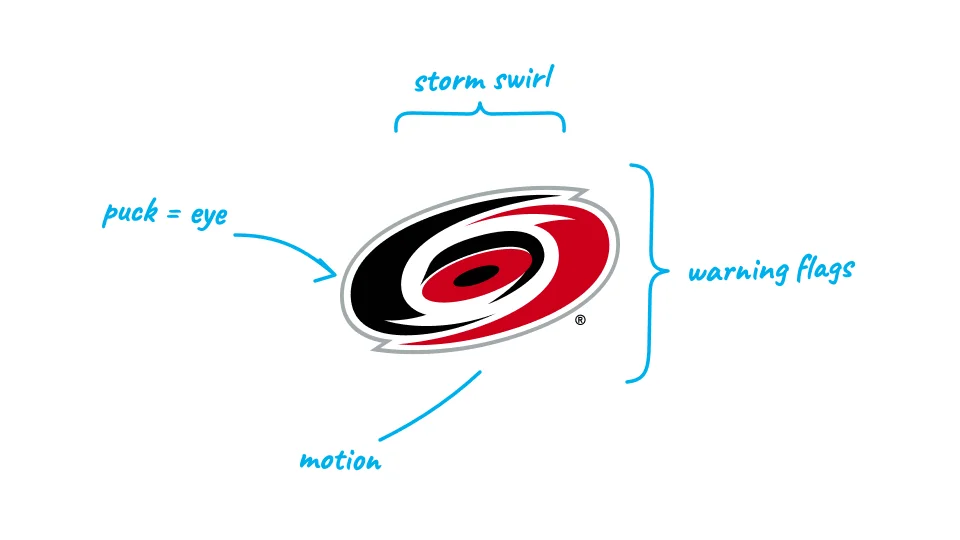 storm swirl
puck = eye
warning flags
®
motion